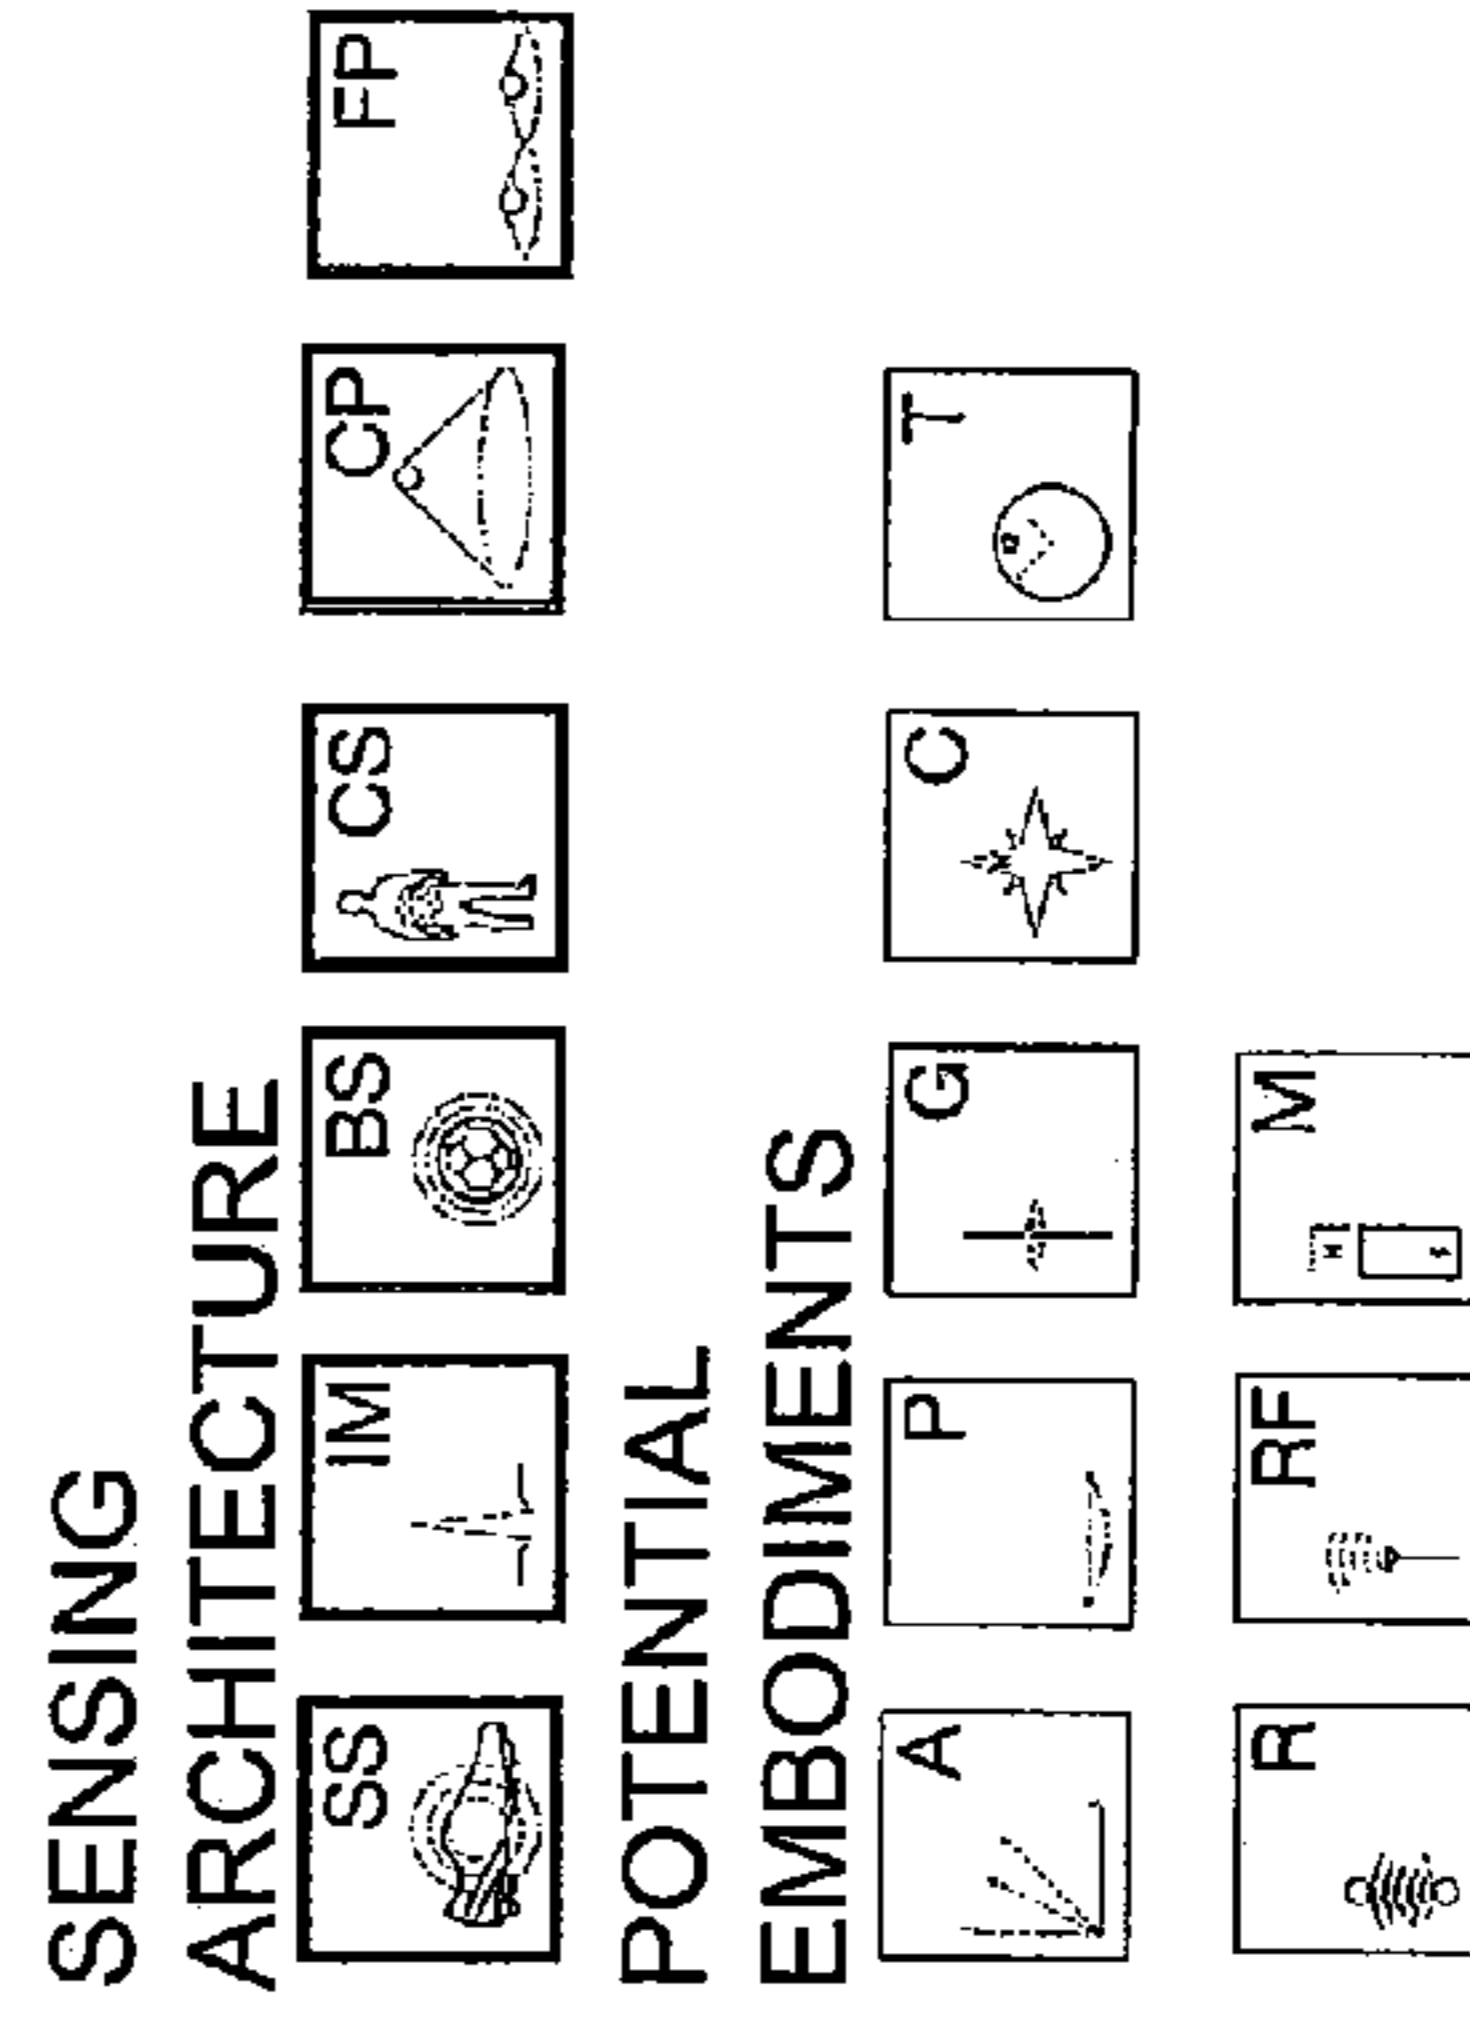 SENSING
ARCHITECTURE
SS IM BS CS CP FP
POTENTIAL
EMBODIMENTS
A P G C T
R RF M